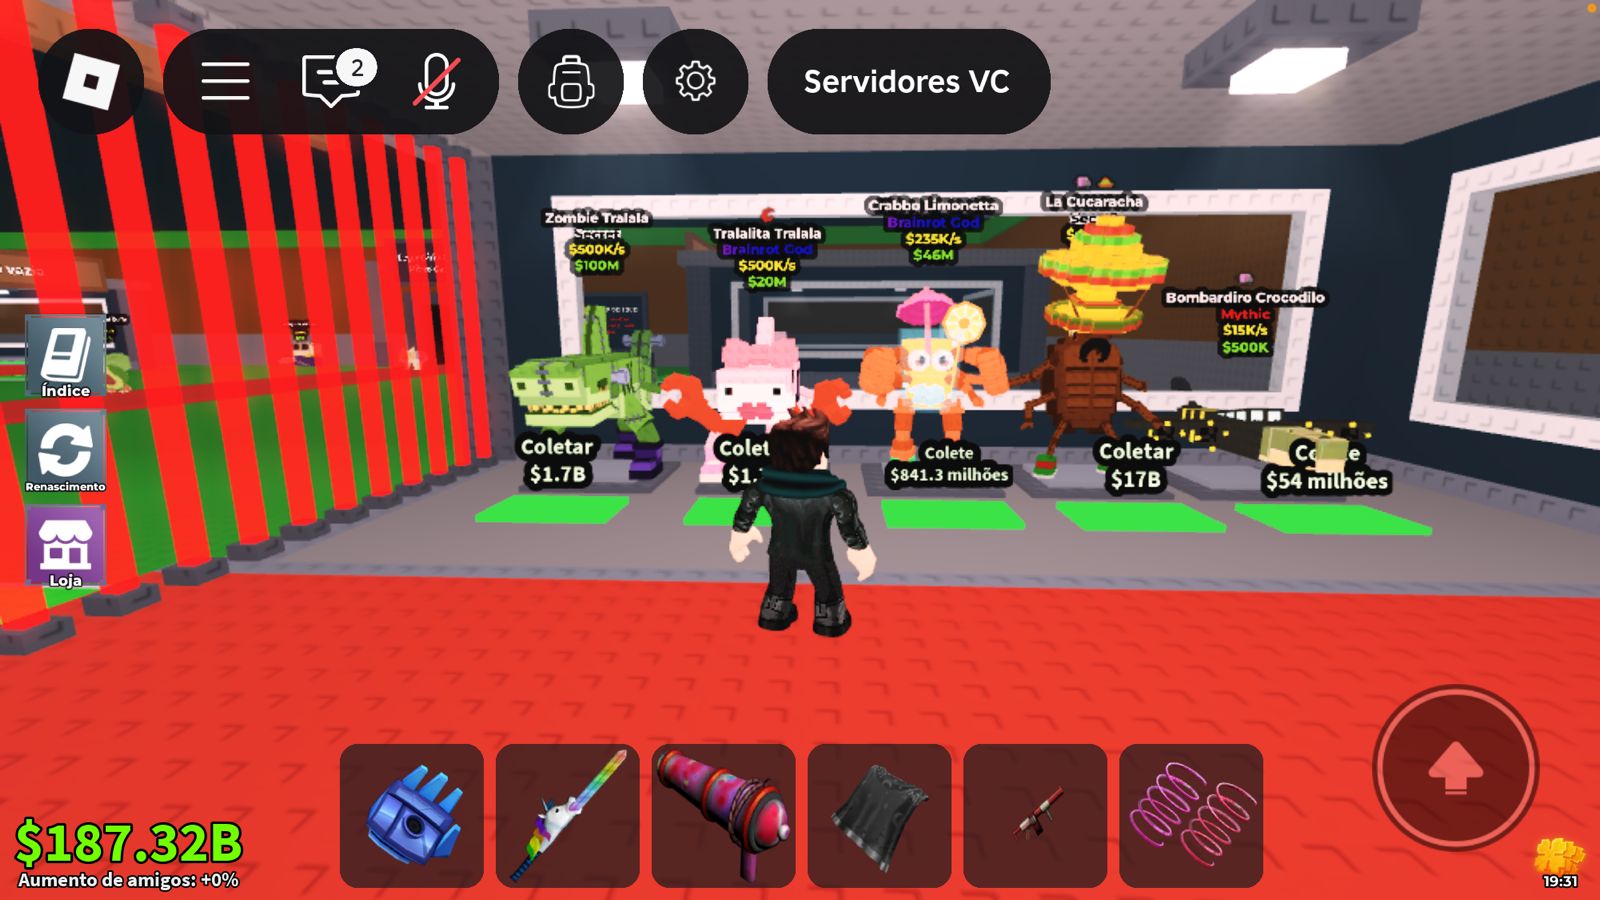 2
Servidores VC
Zombie Tralala
Secret
$500K/s
$100M
Tralalita Tralala
Brainrot God
$500K/s
$20M
Crabbo Limonetta
Brainrot God
$235K/s
$46M
La Cucaracha
Bombardiro Crocodilo
Mythic
$15K/s
$500K
Índice
Renascimento
Loja
Coletar
$1.7B
Colete
$841.3 milhões
Coletar
$17B
$54 milhões
$187.32B
Aumento de amigos: +0%
19:31